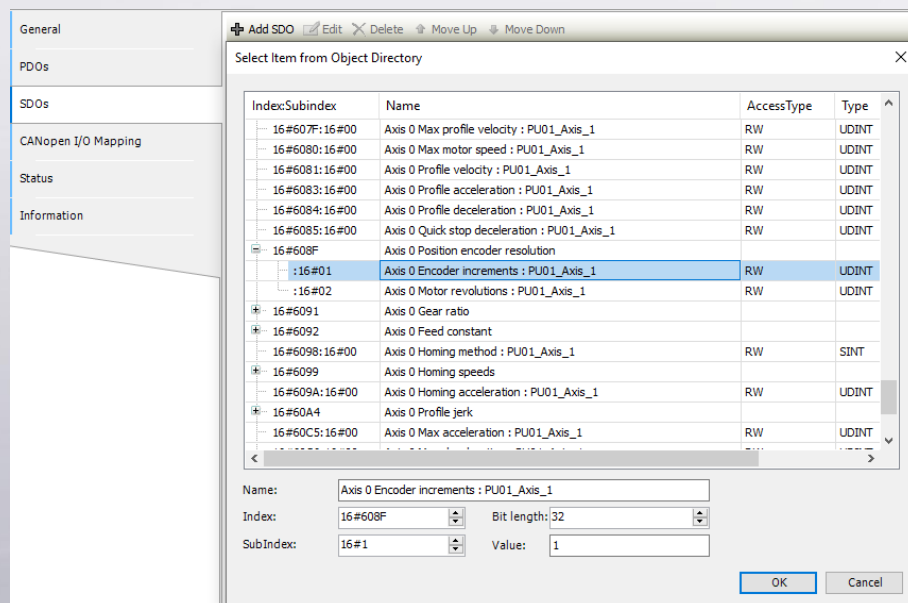 General
PDOs
SDOs
CANopen I/O Mapping
Status
Information
Add SDO Edit Delete Move Up Move Down
Select Item from Object Directory
Index:Subindex Name AccessType Type
16#607F:16#00 Axis 0 Max profile velocity : PU01_Axis_1 RW UDINT
16#6080:16#00 Axis 0 Max motor speed : PU01_Axis_1 RW UDINT
16#6081:16#00 Axis 0 Profile velocity : PU01_Axis_1 RW UDINT
16#6083:16#00 Axis 0 Profile acceleration : PU01_Axis_1 RW UDINT
16#6084:16#00 Axis 0 Profile deceleration : PU01_Axis_1 RW UDINT
16#6085:16#00 Axis 0 Quick stop deceleration : PU01_Axis_1 RW UDINT
16#608F Axis 0 Position encoder resolution
:16#01 Axis 0 Encoder increments : PU01_Axis_1 RW UDINT
:16#02 Axis 0 Motor revolutions : PU01_Axis_1 RW UDINT
16#6091 Axis 0 Gear ratio
16#6092 Axis 0 Feed constant
16#6098:16#00 Axis 0 Homing method : PU01_Axis_1 RW SINT
16#6099 Axis 0 Homing speeds
16#609A:16#00 Axis 0 Homing acceleration : PU01_Axis_1 RW UDINT
16#60A4 Axis 0 Profile jerk
16#60C5:16#00 Axis 0 Max acceleration : PU01_Axis_1 RW UDINT
Name: Axis 0 Encoder increments : PU01_Axis_1
Index: 16#608F Bit length: 32
SubIndex: 16#1 Value: 1
OK Cancel